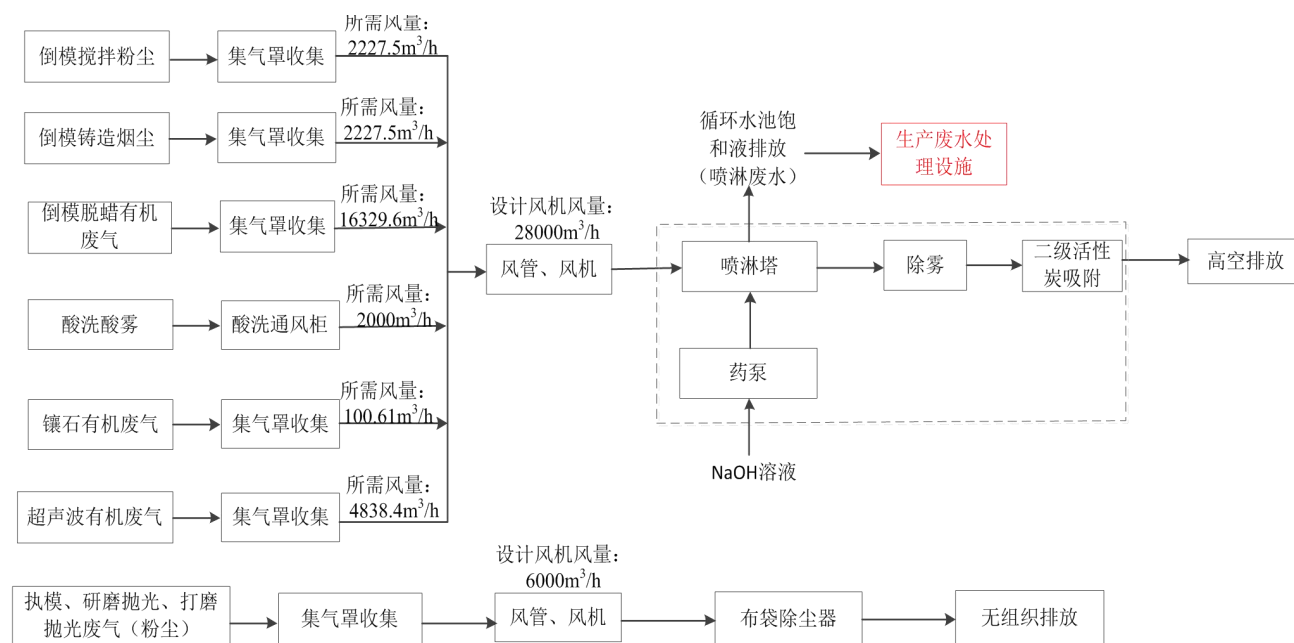 所需风量：
2227.5m³/h
倒模搅拌粉尘
集气罩收集
所需风量：
2227.5m³/h
倒模铸造烟尘
集气罩收集
所需风量：
16329.6m³/h
倒模脱蜡有机
废气
集气罩收集
所需风量：
2000m³/h
酸洗酸雾
酸洗通风柜
所需风量：
100.61m³/h
镶石有机废气
集气罩收集
所需风量：
4838.4m³/h
超声波有机废气
集气罩收集
设计风机风量：
28000m³/h
风管、风机
循环水池饱
和液排放
（喷淋废水）
生产废水处
理设施
喷淋塔
除雾
二级活性
炭吸附
高空排放
药泵
NaOH溶液
执模、研磨抛光、打磨
抛光废气（粉尘）
集气罩收集
设计风机风量：
6000m³/h
风管、风机
布袋除尘器
无组织排放